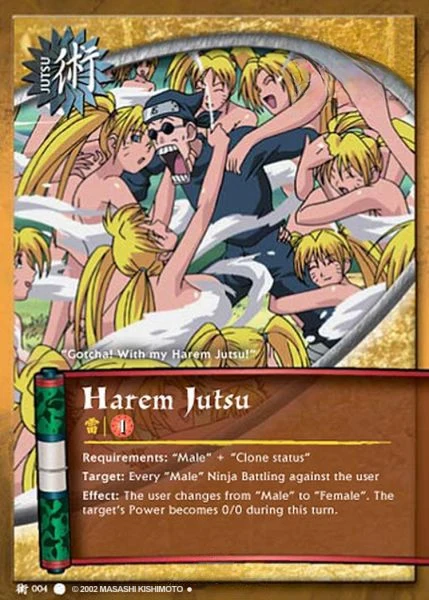 術
JUTSU
"Gotcha! With my Harem Jutsu!"
Harem Jutsu
雷 1
Requirements: "Male" + "Clone status"
Target: Every "Male" Ninja Battling against the user
Effect: The user changes from "Male" to "Female". The
target's Power becomes 0/0 during this turn.
術 004 © 2002 MASASHI KISHIMOTO